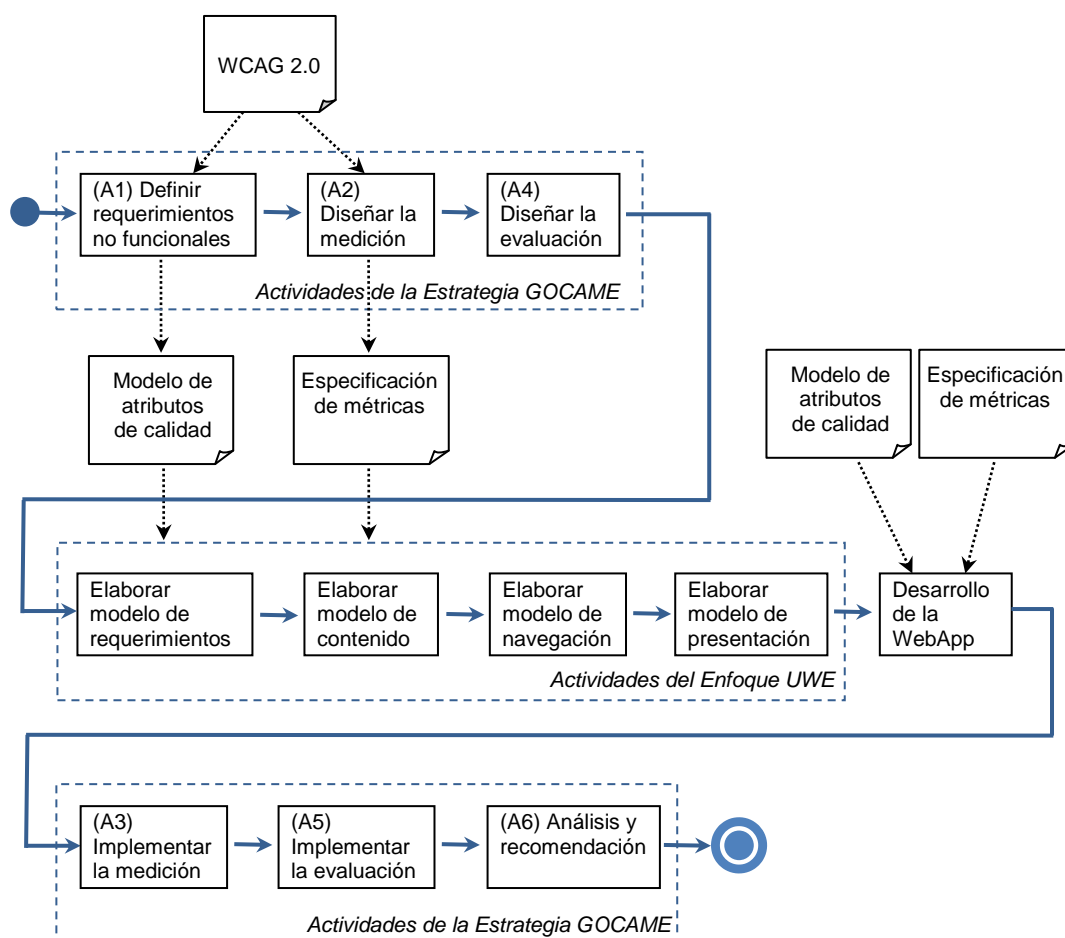 WCAG 2.0
(A1) Definir
requerimientos
no funcionales
(A2)
Diseñar la
medición
(A4)
Diseñar la
evaluación
Actividades de la Estrategia GOCAME
Modelo de
atributos
de calidad
Especificación
de métricas
Modelo de
atributos
de calidad
Especificación
de métricas
Elaborar
modelo de
requerimientos
Elaborar
modelo de
contenido
Elaborar
modelo de
navegación
Elaborar
modelo de
presentación
Desarrollo
de la
WebApp
Actividades del Enfoque UWE
(A3)
Implementar
la medición
(A5)
Implementar
la evaluación
(A6) Análisis y
recomendación
Actividades de la Estrategia GOCAME